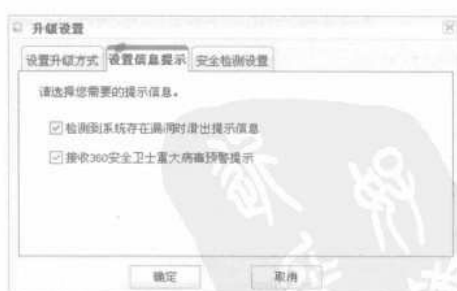 升级设置
设置升级方式 设置信息提示 安全检测设置
请选择您需要的提示信息。
检测到系统存在漏洞时滑出提示信息
接收360安全卫士重大病毒预警提示
确定 取消